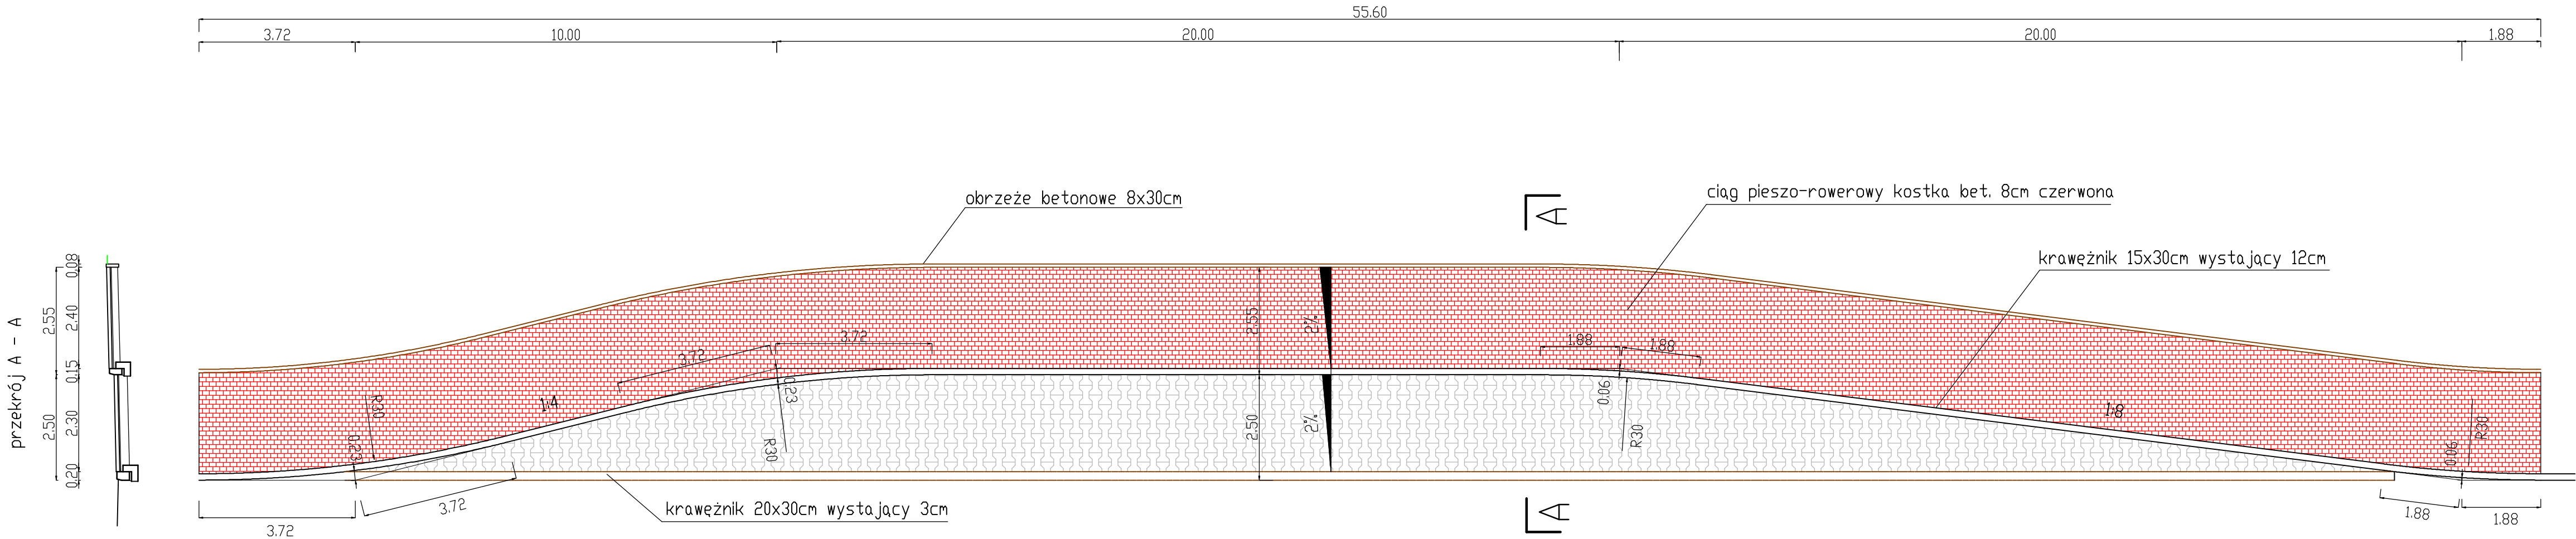 55.60
3.72
10.00
20.00
20.00
1.88
obrzeże betonowe 8x30cm
ciąg pieszo-rowerowy kostka bet. 8cm czerwona
krawężnik 15x30cm wystający 12cm
A
przekrój A - A
2.55
2.50
0.08
2.40
0.15
2.30
0.20
3.72
3.72
2.55
2%
1.88
1.88
R30
1:4
0.23
0.23
R30
2.50
2%
0.06
R30
1:8
0.06
R30
3.72
3.72
krawężnik 20x30cm wystający 3cm
A
1.88
1.88